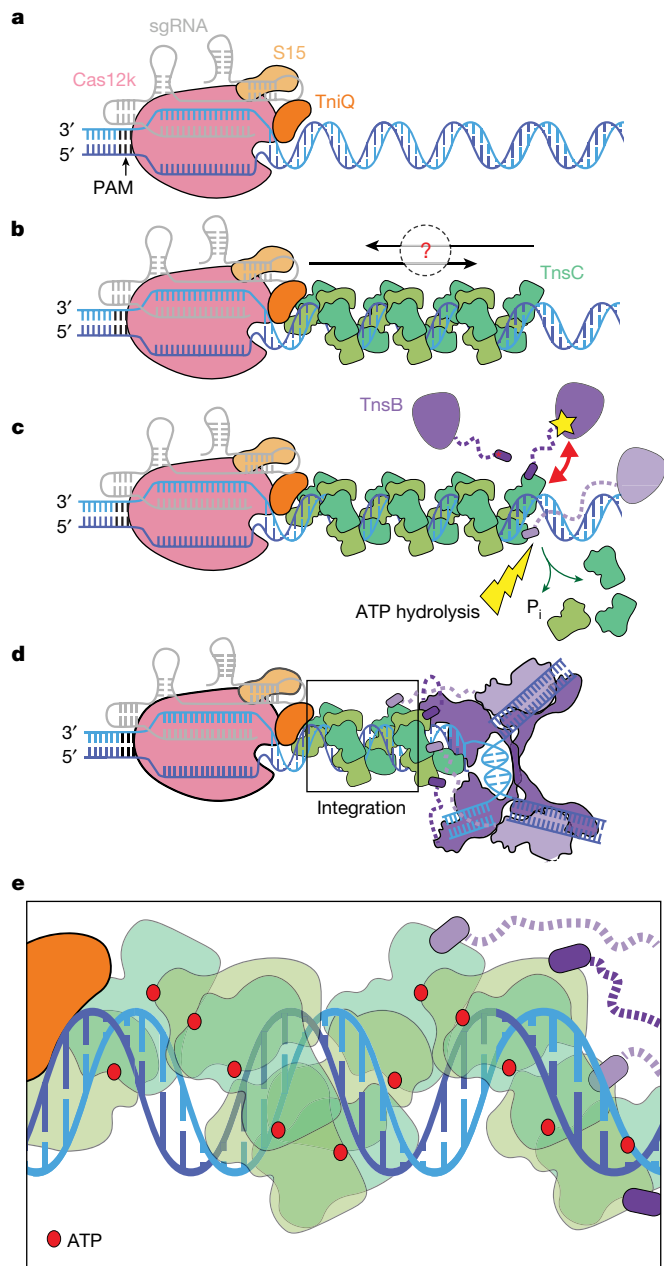 a
sgRNA
S15
Cas12k
TniQ
3′
5′
PAM
b
?
TnsC
3′
5′
TnsB
c
3′
5′
ATP hydrolysis
Pi
d
3′
5′
Integration
e
ATP